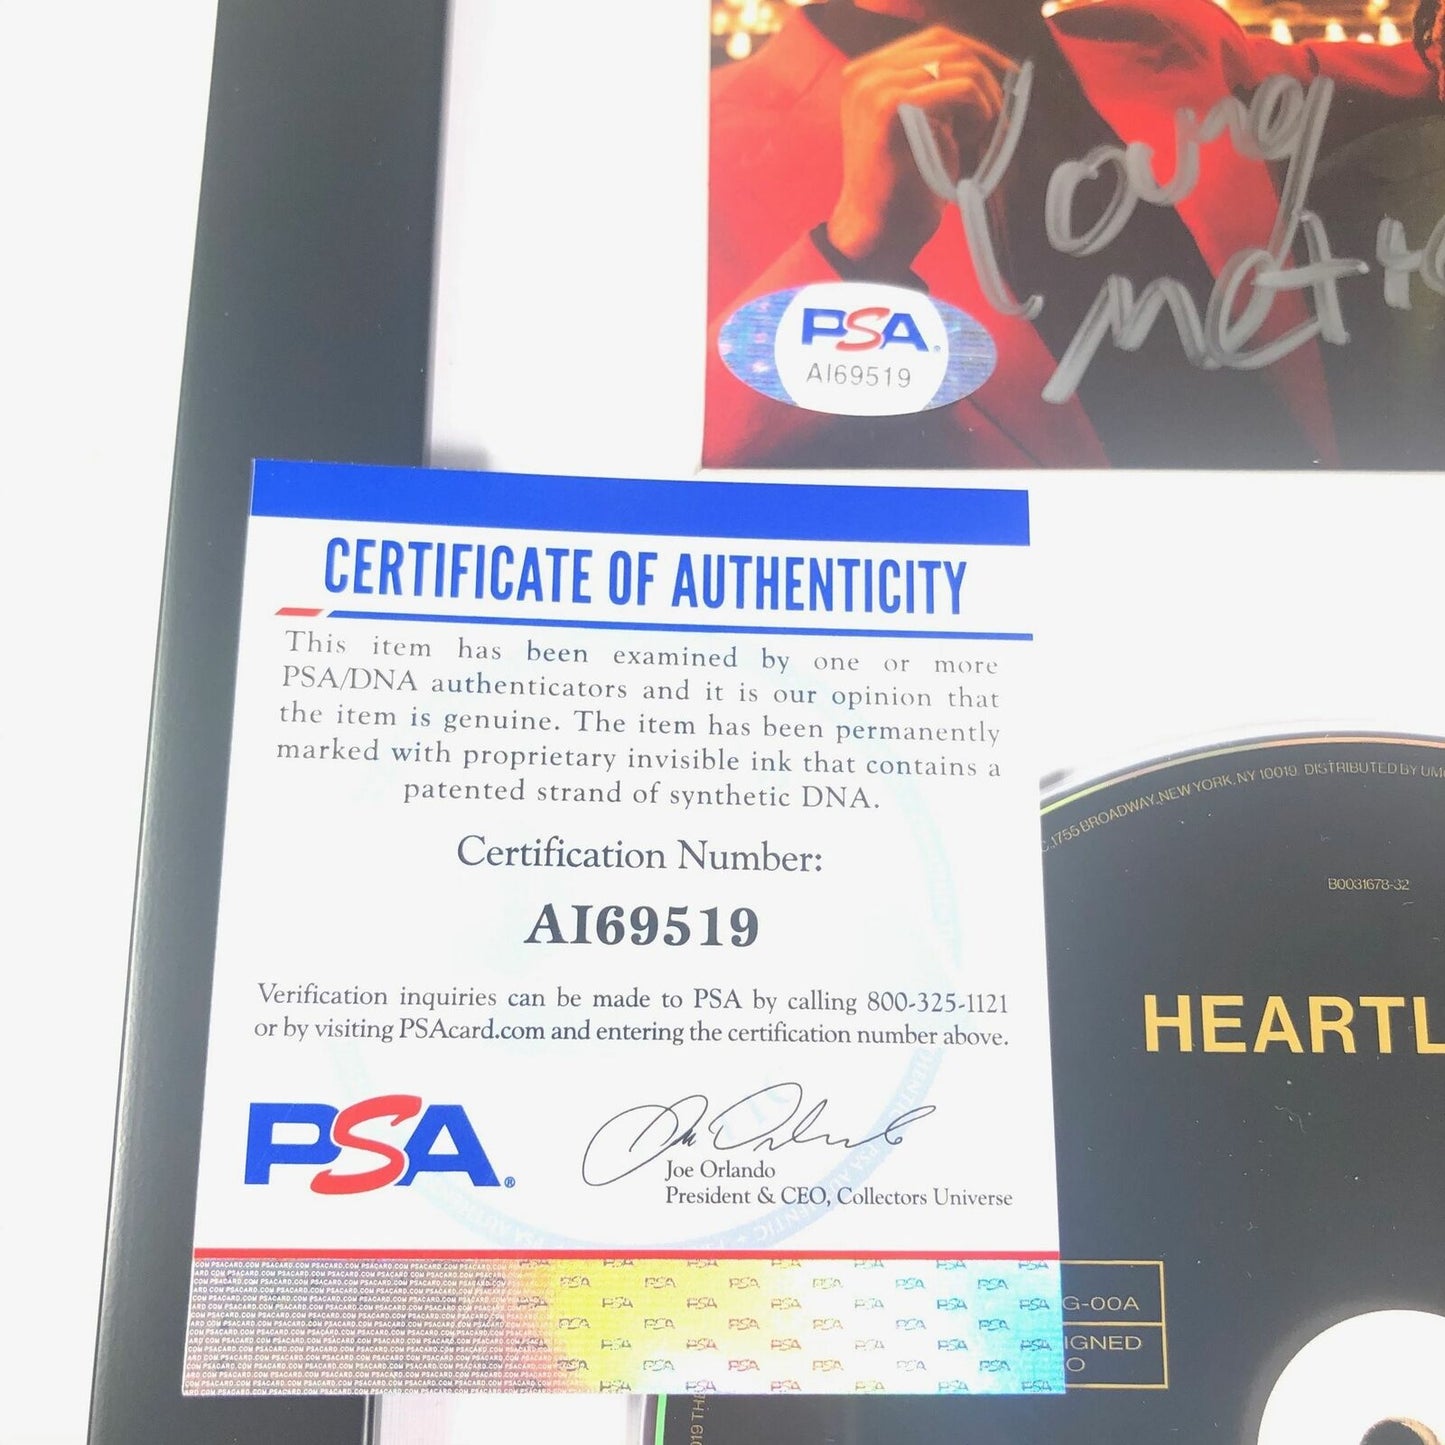 Young
Metro
PSA®
AI69519
CERTIFICATE OF AUTHENTICITY
This item has been examined by one or more
PSA/DNA authenticators and it is our opinion that
the item is genuine. The item has been permanently
marked with proprietary invisible ink that contains a
patented strand of synthetic DNA.
Certification Number:
AI69519
Verification inquiries can be made to PSA by calling 800-325-1121
or by visiting PSAcard.com and entering the certification number above.
PSA®
Joe Orlando
President & CEO, Collectors Universe
1755 BROADWAY, NEW YORK, NY 10019. DISTRIBUTED BY UM
B0031678-32
HEARTL
G-00A
IGNED
O